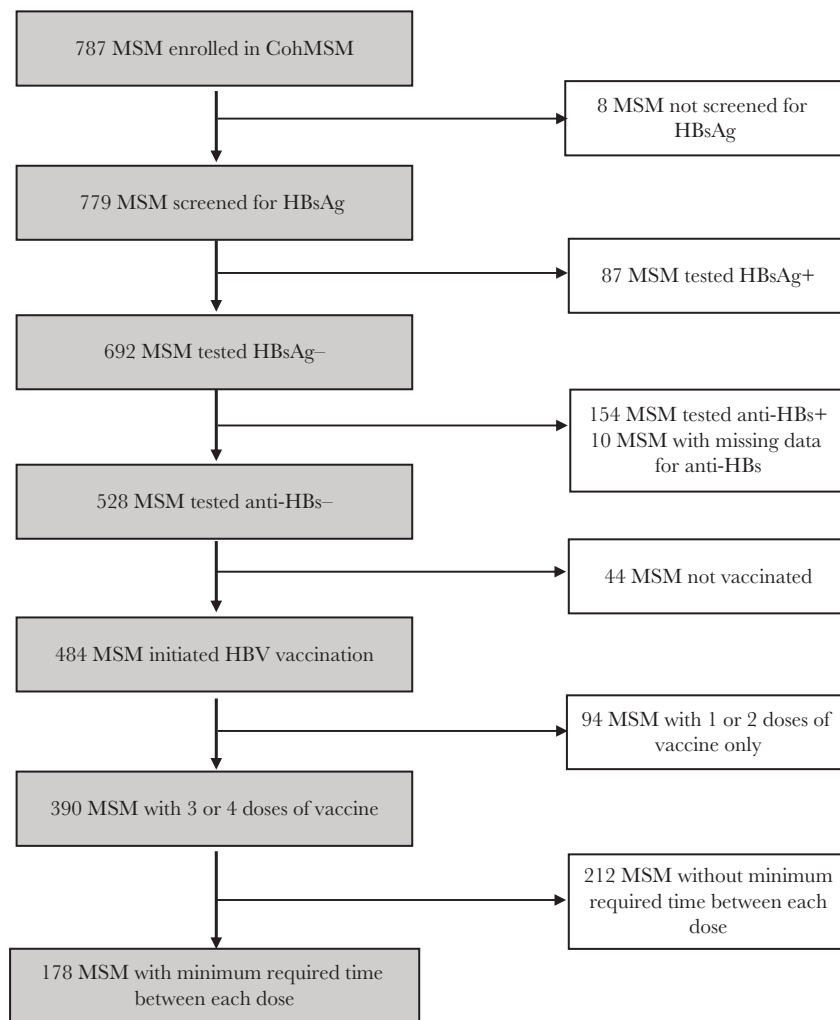 787 MSM enrolled in CohMSM
8 MSM not screened for
HBsAg
779 MSM screened for HBsAg
87 MSM tested HBsAg+
692 MSM tested HBsAg–
154 MSM tested anti-HBs+
10 MSM with missing data
for anti-HBs
528 MSM tested anti-HBs–
44 MSM not vaccinated
484 MSM initiated HBV vaccination
94 MSM with 1 or 2 doses of
vaccine only
390 MSM with 3 or 4 doses of vaccine
212 MSM without minimum
required time between each
dose
178 MSM with minimum required time
between each dose